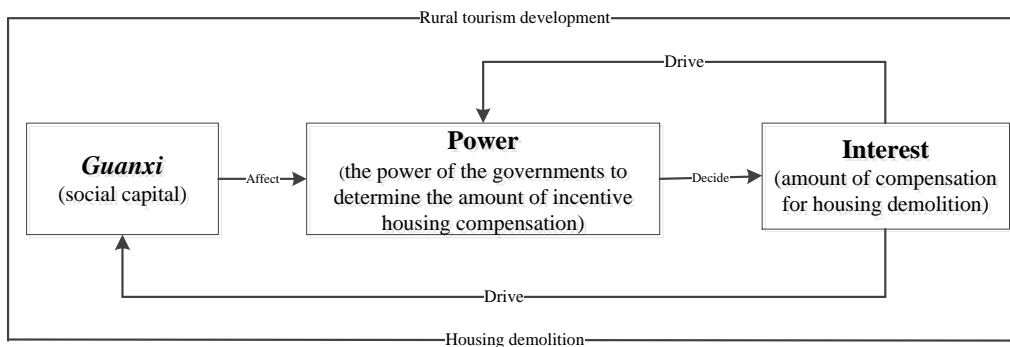 Rural tourism development
Drive
Guanxi
(social capital)
Affect
Power
(the power of the governments to
determine the amount of incentive
housing compensation)
Decide
Interest
(amount of compensation
for housing demolition)
Drive
Housing demolition